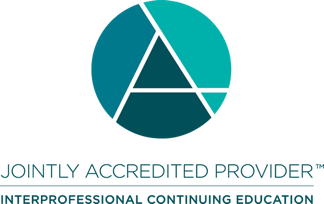 JOINTLY ACCREDITED PROVIDER™
INTERPROFESSIONAL CONTINUING EDUCATION